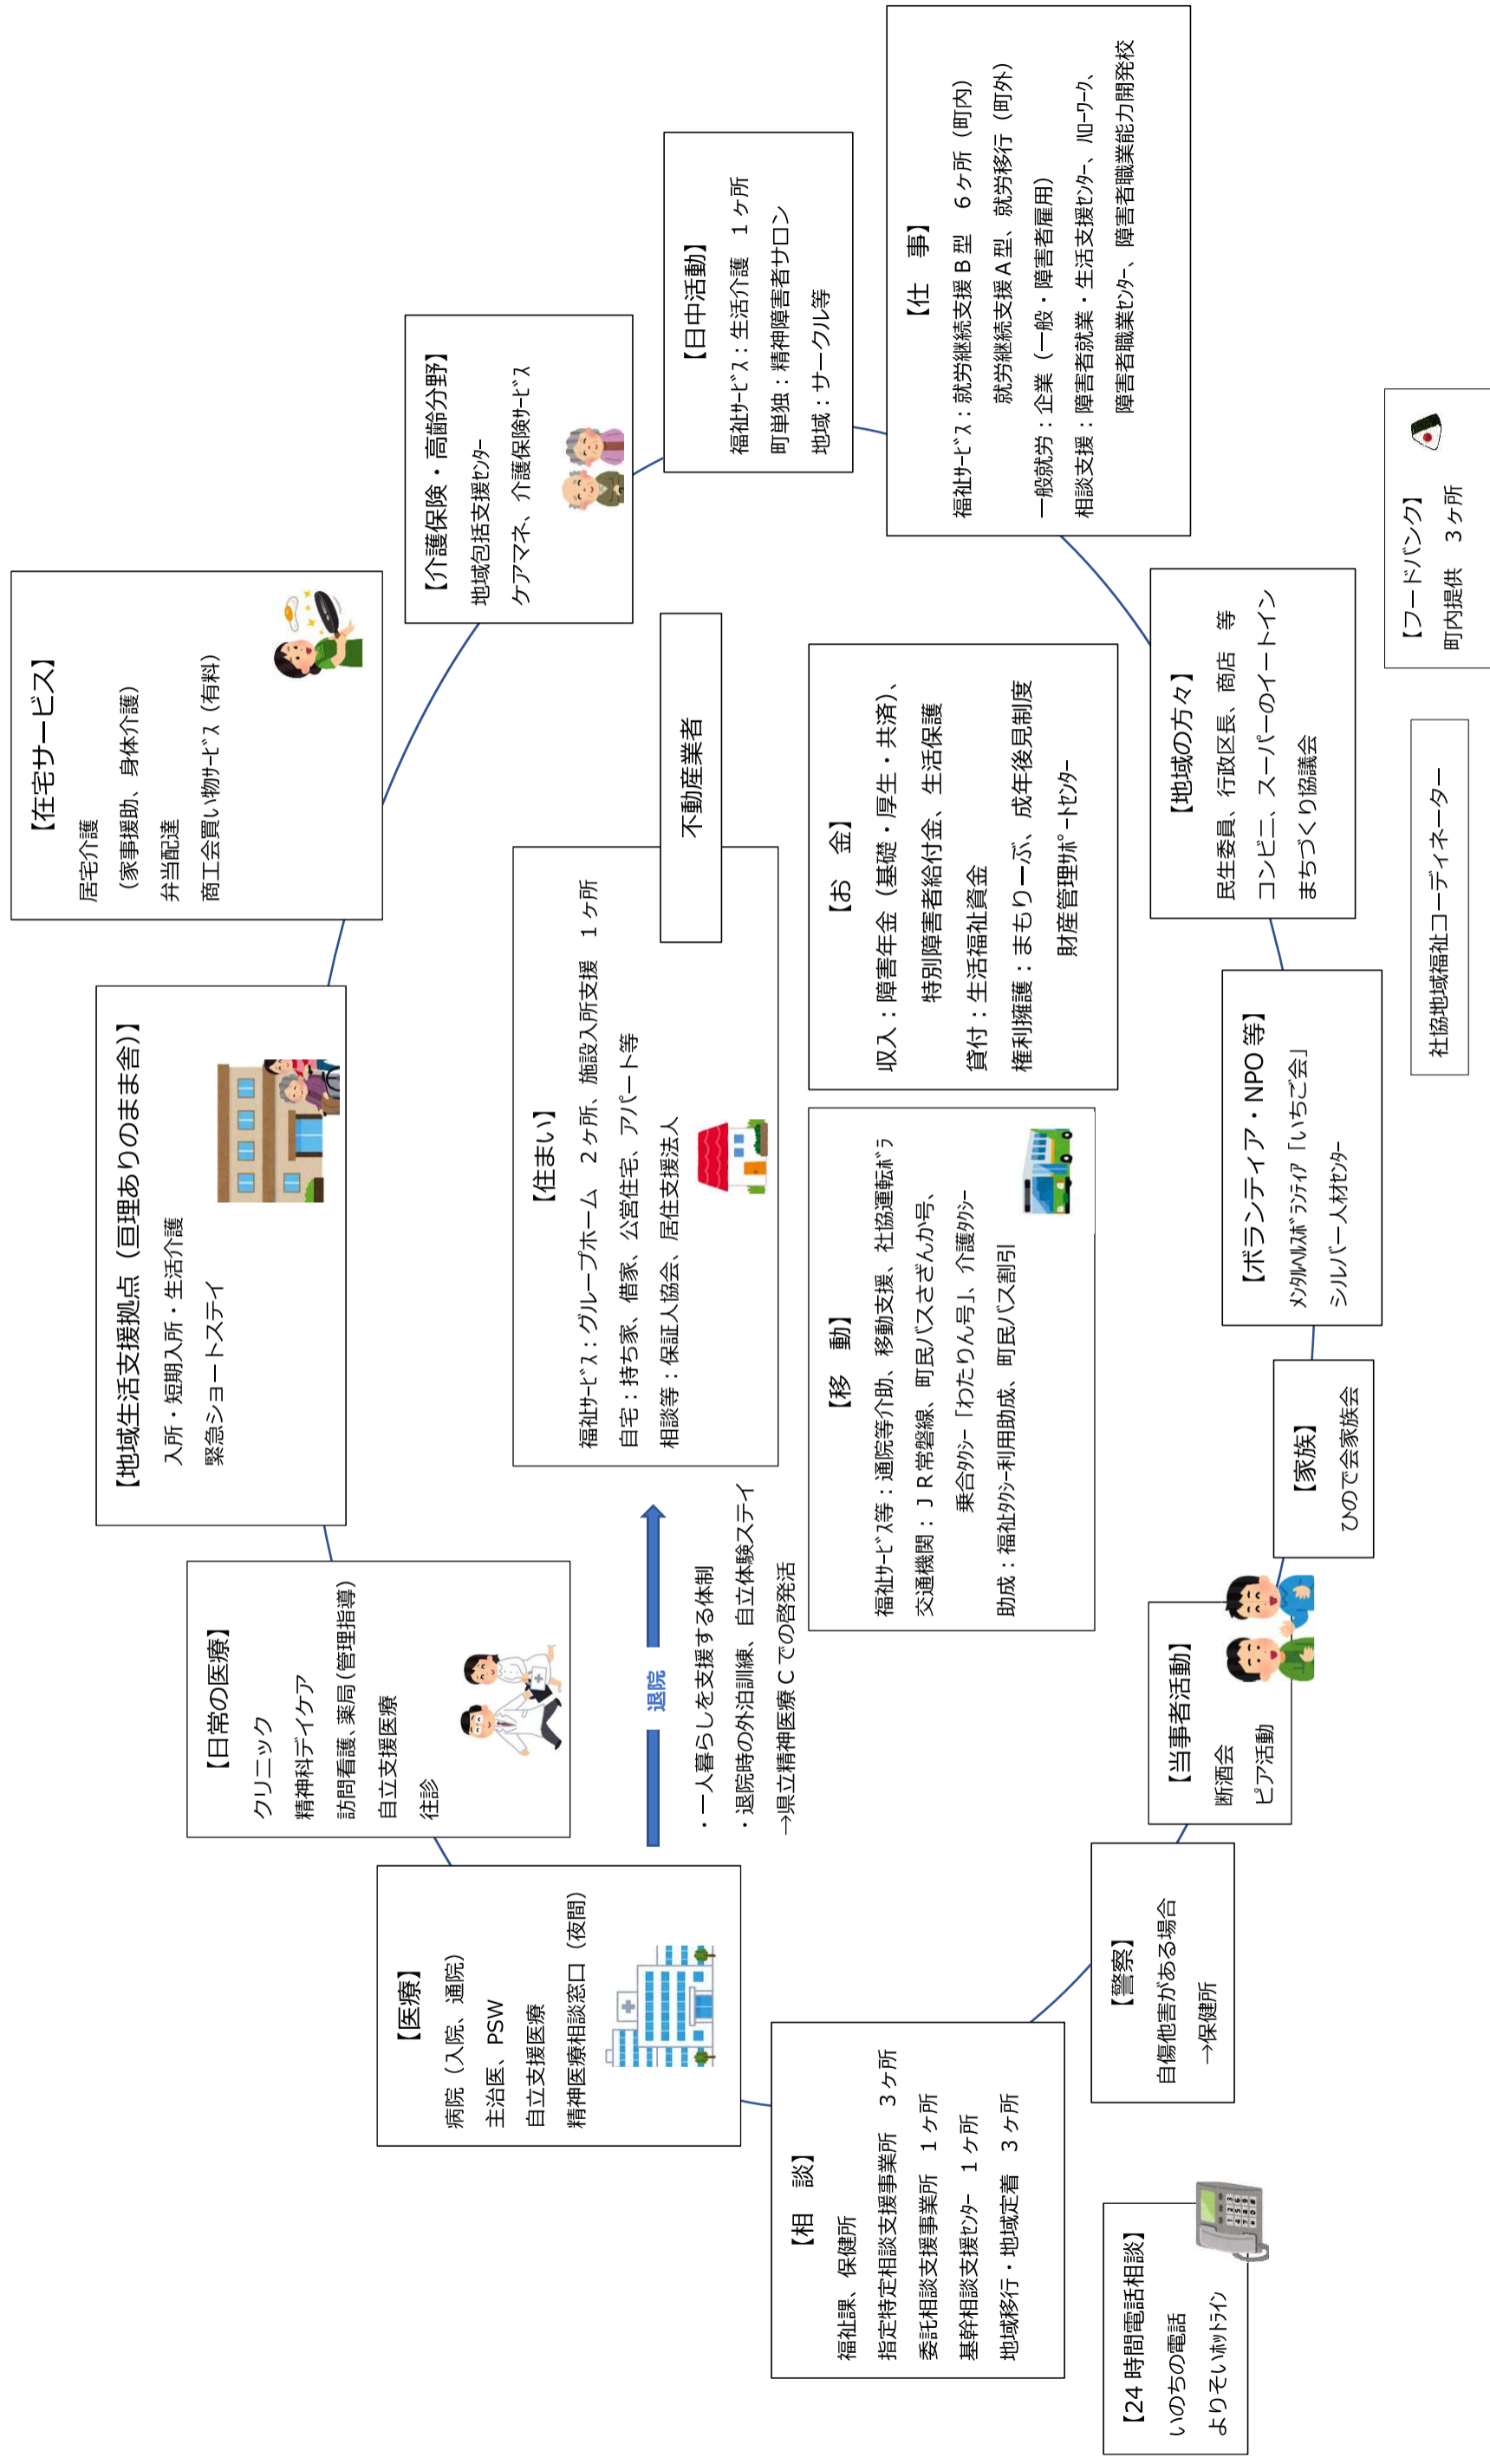 【地域生活支援拠点（亘理ありのまま舎）】
入所・短期入所・生活介護
緊急ショートステイ
【在宅サービス】
居宅介護
（家事援助、身体介護）
弁当配達
商工会買い物ｻｰﾋﾞｽ（有料）
【日常の医療】
クリニック
精神科デイケア
訪問看護、薬局（管理指導）
自立支援医療
往診
【介護保険・高齢分野】
地域包括支援ｾﾝﾀｰ
ケアマネ、介護保険ｻｰﾋﾞｽ
【医療】
病院（入院、通院）
主治医、PSW
自立支援医療
精神医療相談窓口（夜間）
退院
・一人暮らしを支援する体制
・退院時の外泊訓練、自立体験ステイ
→県立精神医療 C での啓発活
【住まい】
福祉ｻｰﾋﾞｽ：グループホーム　２ヶ所、施設入所支援　１ヶ所
自宅：持ち家、借家、公営住宅、アパート等
相談等：保証人協会、居住支援法人
不動産業者
【日中活動】
福祉ｻｰﾋﾞｽ：生活介護　１ヶ所
町単独：精神障害者サロン
地域：サークル等
【相　談】
福祉課、保健所
指定特定相談支援事業所　３ヶ所
委託相談支援事業所　１ヶ所
基幹相談支援ｾﾝﾀｰ　１ヶ所
地域移行・地域定着　３ヶ所
【移　動】
福祉ｻｰﾋﾞｽ等：通院等介助、移動支援、社協運転ﾎﾞﾗ
交通機関：ＪＲ常磐線、町民バスさざんか号、
乗合ﾀｸｼｰ「わたりん号」、介護ﾀｸｼｰ
助成：福祉ﾀｸｼｰ利用助成、町民バス割引
【お　金】
収入：障害年金（基礎・厚生・共済）、
特別障害者給付金、生活保護
貸付：生活福祉資金
権利擁護：まもりーぶ、成年後見制度
財産管理ｻﾎﾟｰﾄｾﾝﾀｰ
【仕　事】
福祉ｻｰﾋﾞｽ：就労継続支援Ｂ型　６ヶ所（町内）
就労継続支援Ａ型、就労移行（町外）
一般就労：企業（一般・障害者雇用）
相談支援：障害者就業・生活支援ｾﾝﾀｰ、ﾊﾛｰﾜｰｸ、
障害者職業ｾﾝﾀｰ、障害者職業能力開発校
【警察】
自傷他害がある場合
→保健所
【当事者活動】
断酒会
ピア活動
【家族】
ひので会家族会
【ボランティア・NPO 等】
ﾒﾝﾀﾙﾍﾙｽﾎﾞﾗﾝﾃｨｱ「いちご会」
シルバー人材ｾﾝﾀｰ
【地域の方々】
民生委員、行政区長、商店　等
コンビニ、スーパーのイートイン
まちづくり協議会
【24 時間電話相談】
いのちの電話
よりそいﾎｯﾄﾗｲﾝ
社協地域福祉コーディネーター
【フードバンク】
町内提供　３ヶ所